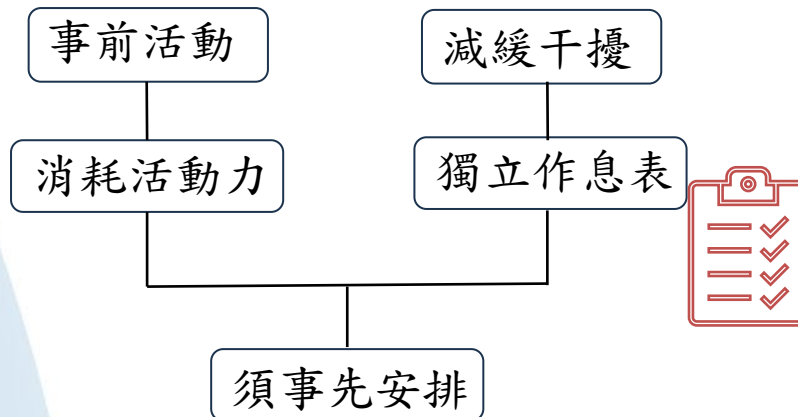 事前活動
減緩干擾
消耗活動力
獨立作息表
須事先安排